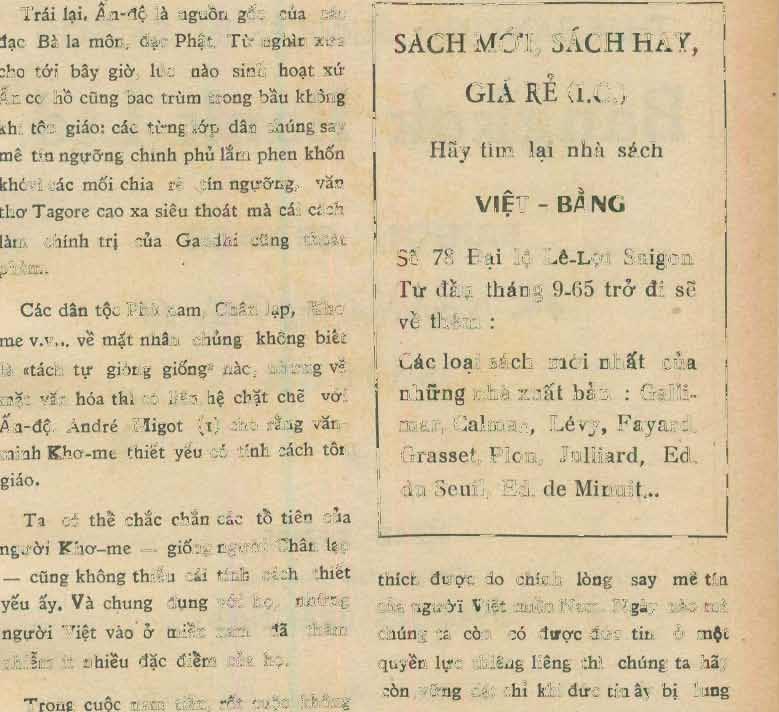 Trái lại, Ấn-độ là nguồn gốc của các
đạc Bà la môn, đạc Phật. Từ nghìn xưa
cho tới bây giờ, lúc nào sinh hoạt xứ
Ấn cơ hồ cũng bac trùm trong bầu không
khí tôn giáo: các từng lớp dân chúng say
mê tín ngưỡng chính phủ lắm phen khốn
khó vì các mối chia rẽ tín ngưỡng, văn
thơ Tagore cao xa siêu thoát mà cái cách
làm chính trị của Gandhi cũng thoát
phàm.
Các dân tộc Phù nam, Chân lạp, Khơ
me v.v... về mặt nhân chủng không biết
là «tách tự giòng giống» nào, nhưng về
mặt văn hóa thì có liên hệ chặt chẽ với
Ấn-độ. André Migot (1) cho rằng văn-
minh Khơ-me thiết yếu có tính cách tôn
giáo.
Ta có thể chắc chắn các tổ tiên của
người Khơ-me — giống người Chân lạp
— cũng không thiếu cái tính cách thiết
yếu ấy. Và chung đụng với họ, những
người Việt vào ở miền nam đã thâm
nhiễm ít nhiều đặc điểm của họ.
Trong cuộc nam tiến, rốt cuộc không
SÁCH MỚI, SÁCH HAY,
GIÁ RẺ (1.C.)
Hãy tìm lại nhà sách
VIỆT - BẰNG
Số 78 Đại lộ Lê-Lợi Saigon
Từ đầu tháng 9-65 trở đi sẽ
về thêm :
Các loại sách mới nhất của
những nhà xuất bản : Galli-
mar, Calman, Lévy, Fayard,
Grasset, Plon, Julliard, Ed.
du Seuil, Ed. de Minuit...
thích được do chính lòng say mê tín
của người Việt miền Nam. Ngày nào mà
chúng ta còn có được đức tin ở một
quyền lực thiêng liêng thì chúng ta hãy
còn vững dạ; chỉ khi đức tin ấy bị lung